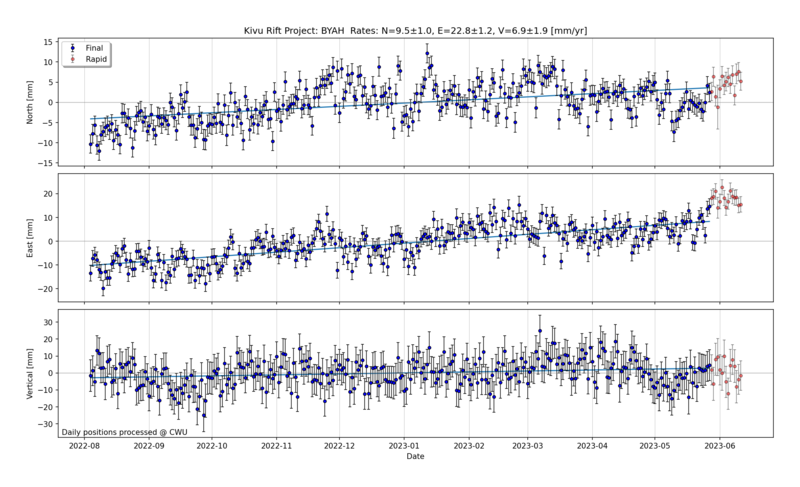 Kivu Rift Project: BYAH  Rates: N=9.5±1.0, E=22.8±1.2, V=6.9±1.9 [mm/yr]
Final
Rapid
North [mm]
15
10
5
0
−5
−10
−15
East [mm]
20
10
0
−10
−20
Vertical [mm]
30
20
10
0
−10
−20
−30
Daily positions processed @ CWU
2022-08 2022-09 2022-10 2022-11 2022-12 2023-01 2023-02 2023-03 2023-04 2023-05 2023-06
Date